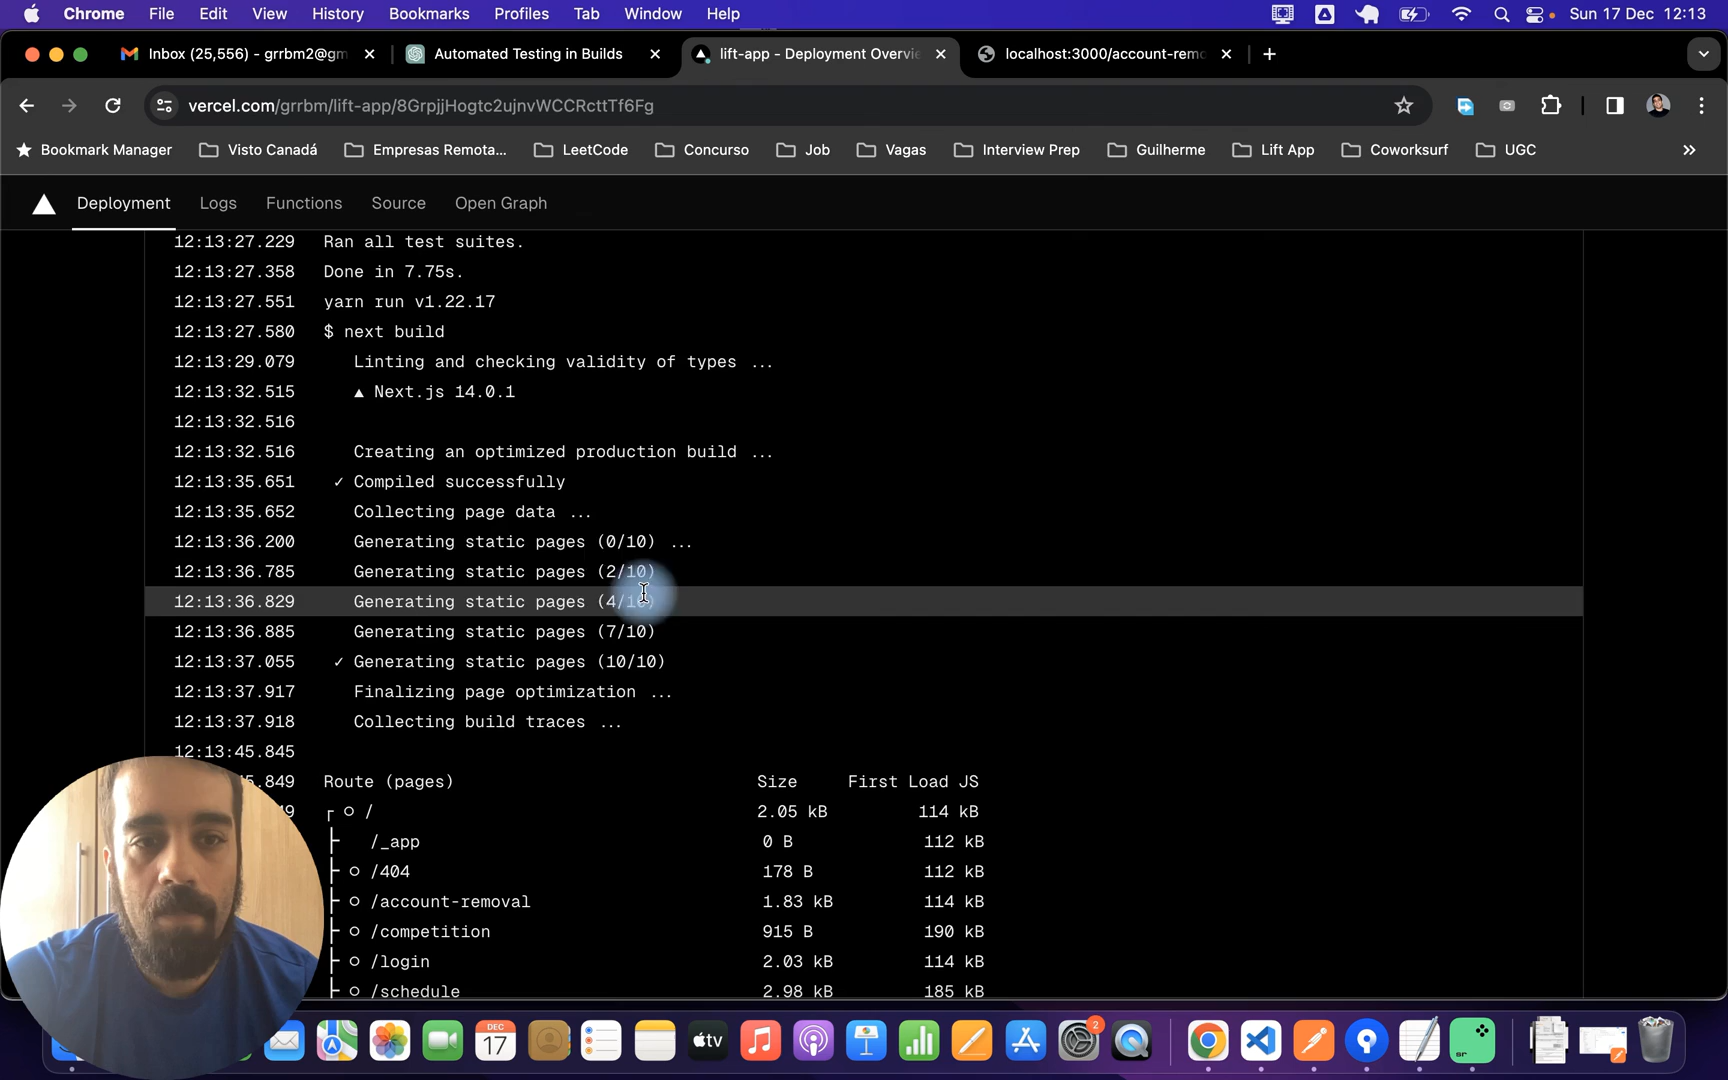 Chrome File Edit View History Bookmarks Profiles Tab Window Help Sun 17 Dec 12:13
Inbox (25,556) - grrbm2@gm Automated Testing in Builds lift-app - Deployment Overvie localhost:3000/account-remo
vercel.com/grrbm/lift-app/8GrpjjHogtc2ujnvWCCRcttTf6Fg
Bookmark Manager Visto Canadá Empresas Remota... LeetCode Concurso Job Vagas Interview Prep Guilherme Lift App Coworksurf UGC »
Deployment Logs Functions Source Open Graph
12:13:27.229 Ran all test suites.
12:13:27.358 Done in 7.75s.
12:13:27.551 yarn run v1.22.17
12:13:27.580 $ next build
12:13:29.079 Linting and checking validity of types ...
12:13:32.515 ▲ Next.js 14.0.1
12:13:32.516
12:13:32.516 Creating an optimized production build ...
12:13:35.651 ✓ Compiled successfully
12:13:35.652 Collecting page data ...
12:13:36.200 Generating static pages (0/10) ...
12:13:36.785 Generating static pages (2/10)
12:13:36.829 Generating static pages (4/10)
12:13:36.885 Generating static pages (7/10)
12:13:37.055 ✓ Generating static pages (10/10)
12:13:37.917 Finalizing page optimization ...
12:13:37.918 Collecting build traces ...
12:13:45.845
5.849 Route (pages) Size First Load JS
49 ┌ ○ / 2.05 kB 114 kB
├ /_app 0 B 112 kB
├ ○ /404 178 B 112 kB
├ ○ /account-removal 1.83 kB 114 kB
├ ○ /competition 915 B 190 kB
├ ○ /login 2.03 kB 114 kB
├ ○ /schedule 2.98 kB 185 kB
DEC
17
tv
2
sr